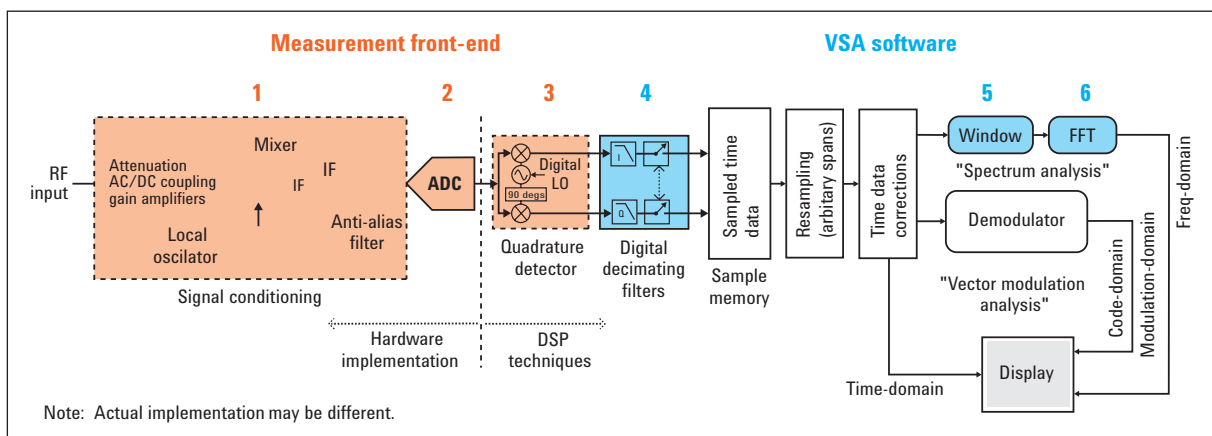 Measurement front-end
VSA software
1
2
3
4
5
6
RF
input
Attenuation
AC/DC coupling
gain amplifiers
Mixer
IF
IF
Local
oscilator
Anti-alias
filter
Signal conditioning
ADC
Digital
LO
90 degs
Quadrature
detector
I
Q
Digital
decimating
filters
Sampled time
data
Sample
memory
Resampling
(arbitrary spans)
Time data
corrections
Window
FFT
"Spectrum analysis"
Demodulator
"Vector modulation
analysis"
Freq-domain
Code-domain
Modulation-domain
Hardware
implementation
DSP
techniques
Time-domain
Display
Note: Actual implementation may be different.